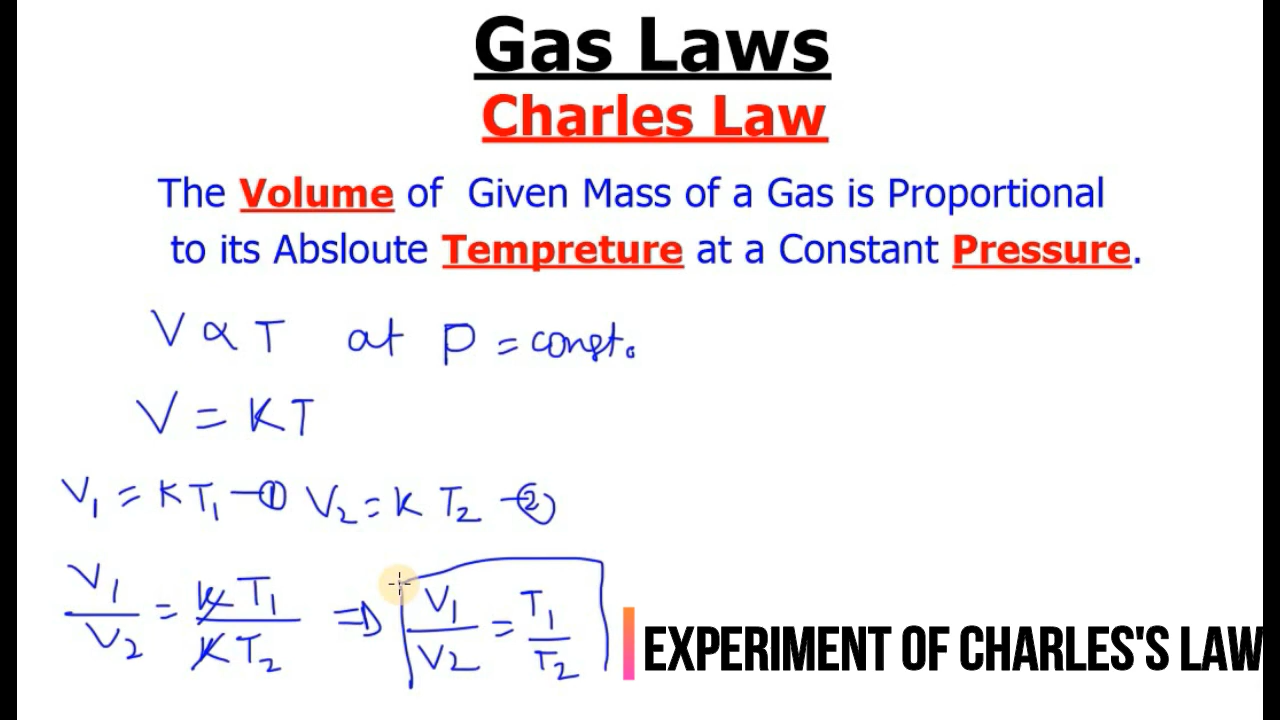 Gas Laws
Charles Law
The Volume of Given Mass of a Gas is Proportional
to its Absloute Tempreture at a Constant Pressure.
V ∝ T at P = const.
V = KT
V₁ = KT₁ —① V₂ = KT₂ —②
V₁/V₂ = KT₁/KT₂ ⇒ V₁/V₂ = T₁/T₂
EXPERIMENT OF CHARLES'S LAW